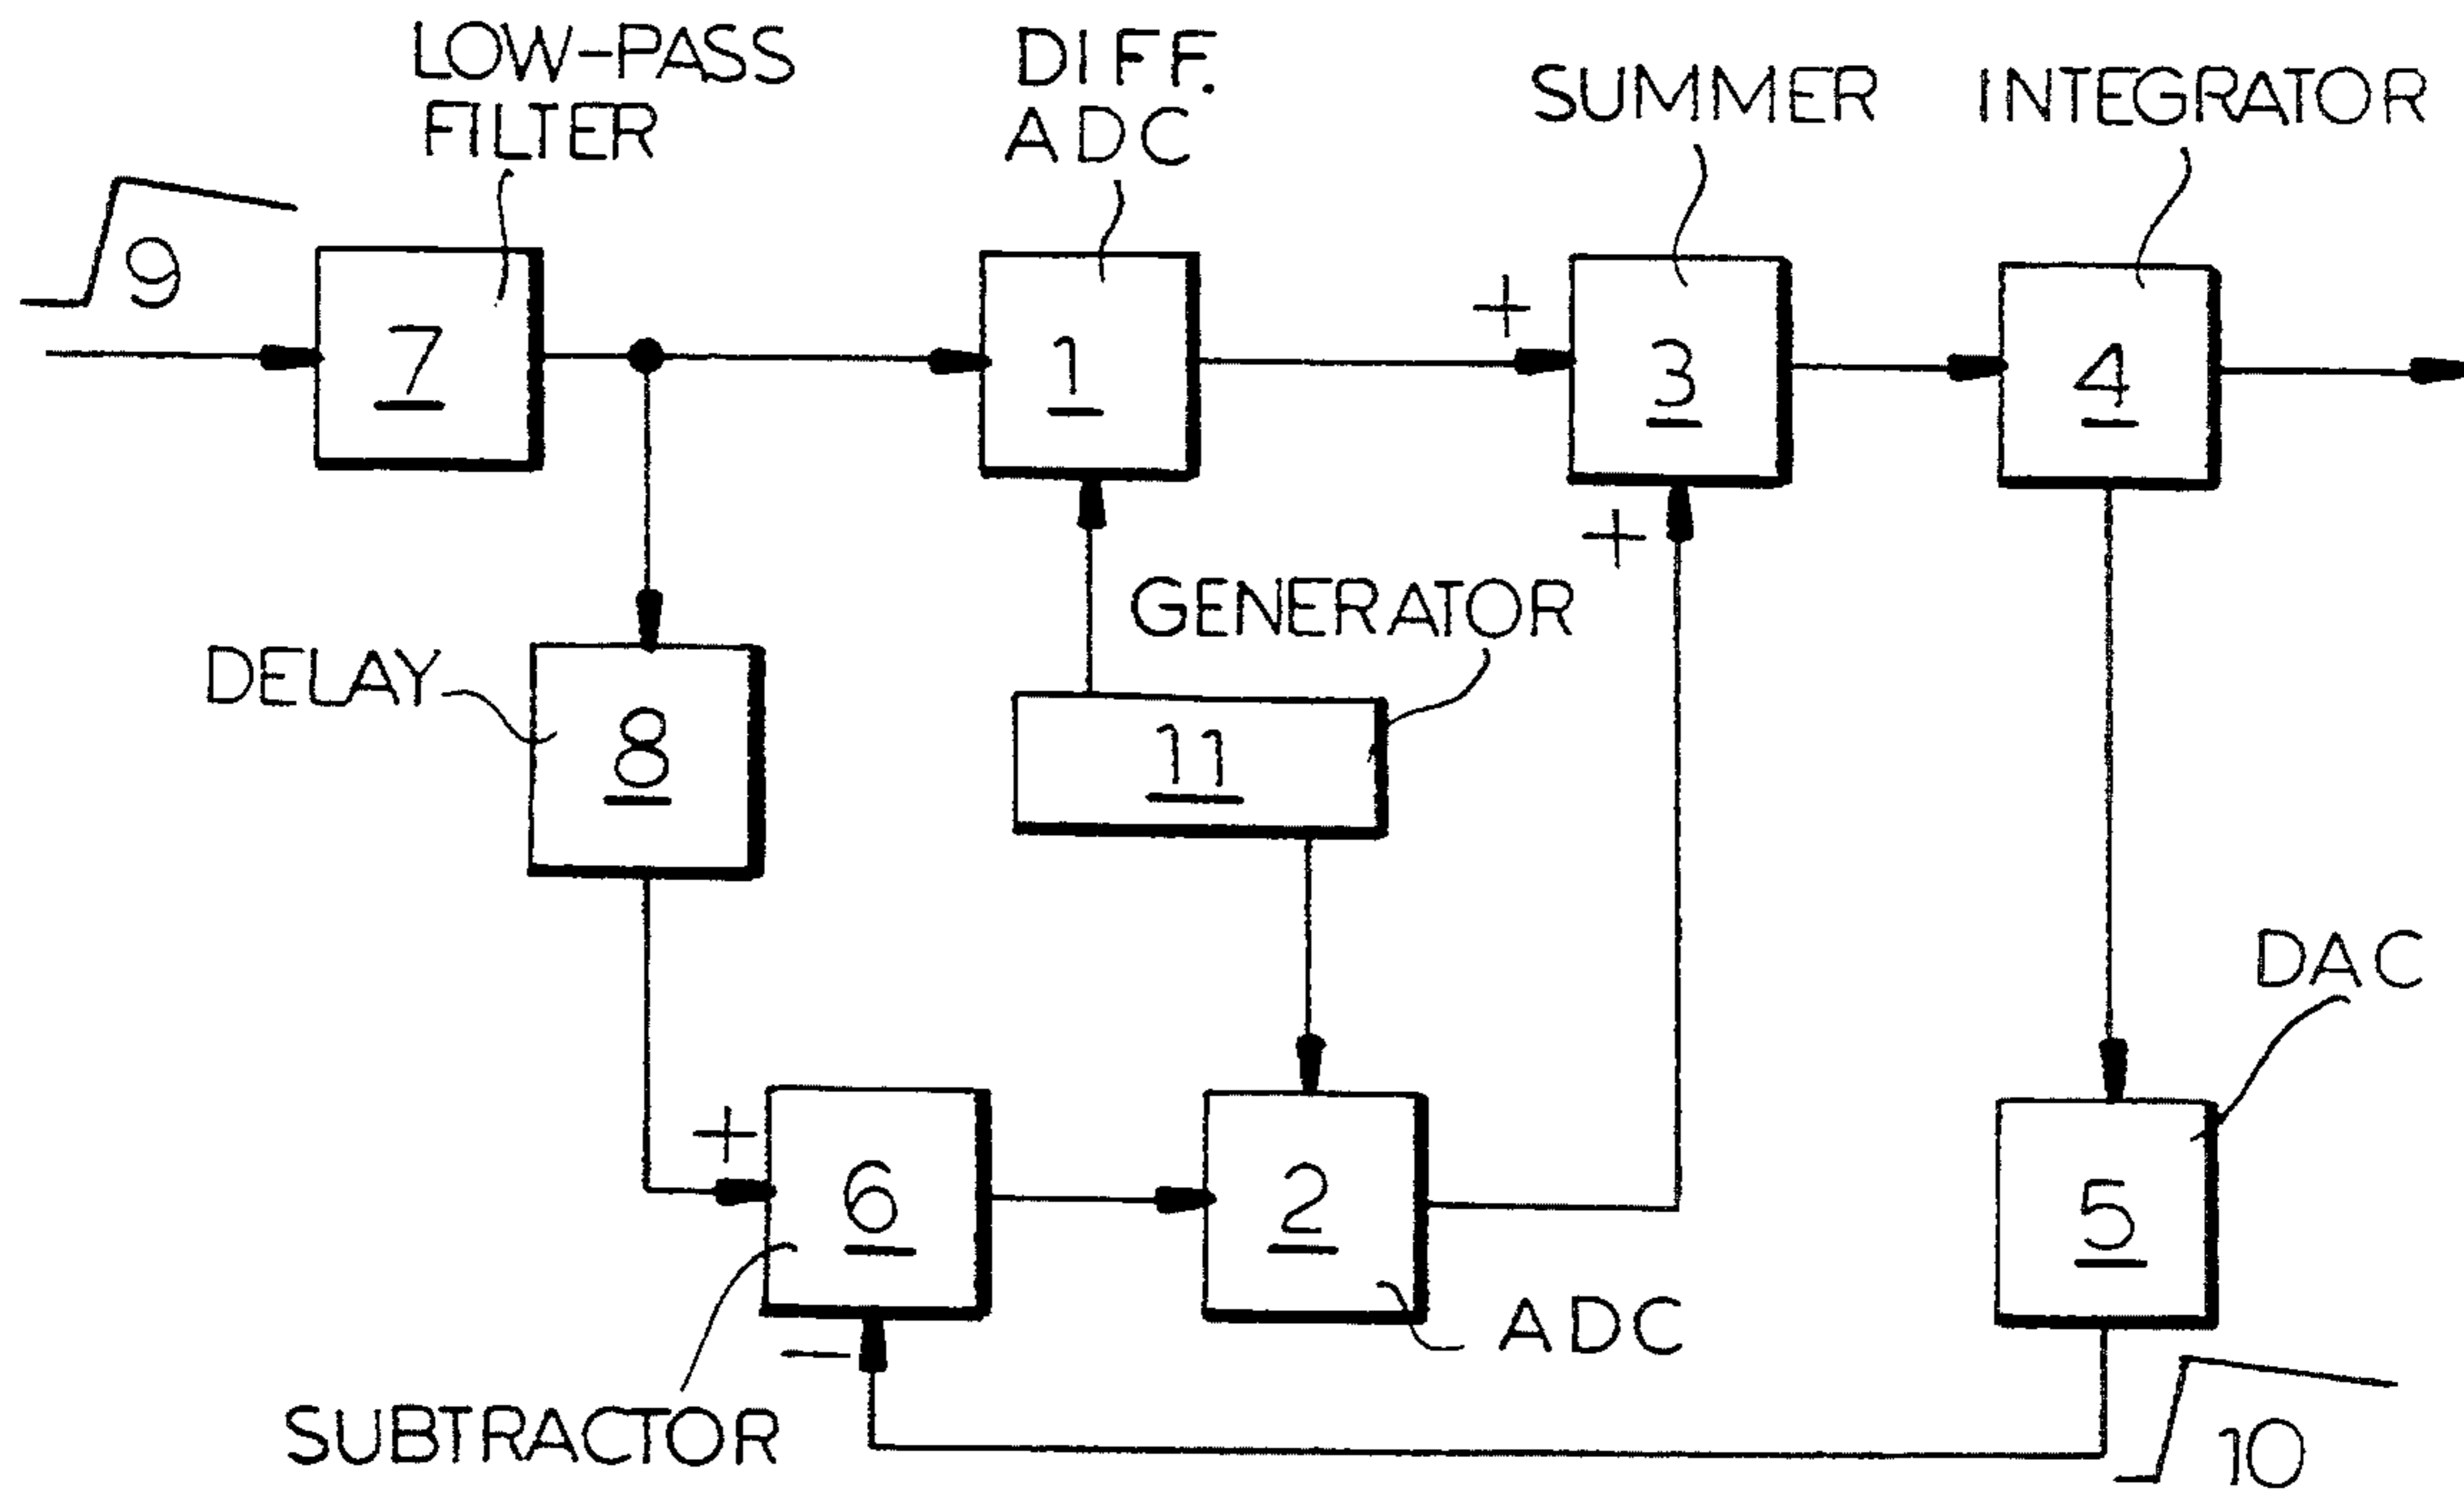 LOW-PASS
FILTER
DIFF.
ADC
SUMMER
INTEGRATOR
9
7
1
+
3
4
+
GENERATOR
DELAY
8
11
DAC
+
6
2
5
-
ADC
SUBTRACTOR
10